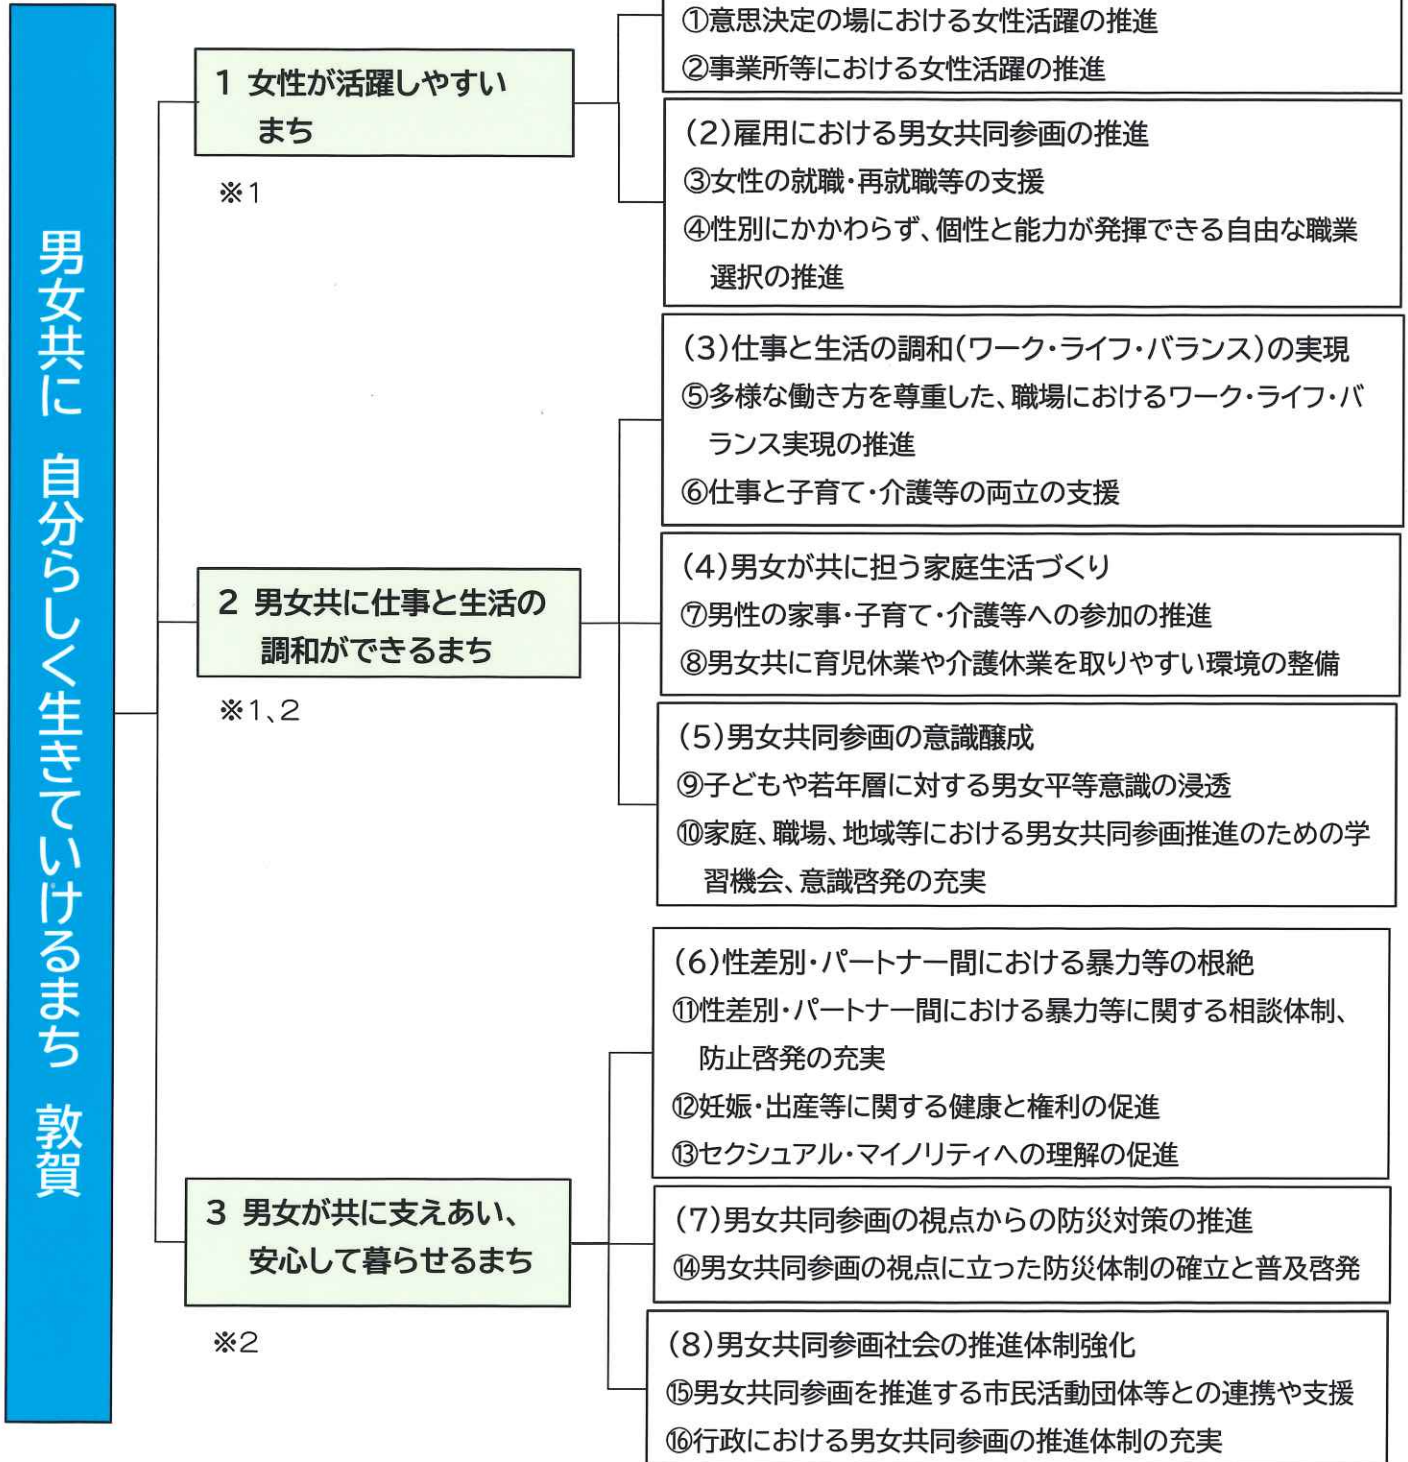 男女共に 自分らしく生きていけるまち 敦賀
1 女性が活躍しやすい
まち
※1
①意思決定の場における女性活躍の推進
②事業所等における女性活躍の推進
(2)雇用における男女共同参画の推進
③女性の就職・再就職等の支援
④性別にかかわらず、個性と能力が発揮できる自由な職業
選択の推進
2 男女共に仕事と生活の
調和ができるまち
※1、2
(3)仕事と生活の調和(ワーク・ライフ・バランス)の実現
⑤多様な働き方を尊重した、職場におけるワーク・ライフ・バ
ランス実現の推進
⑥仕事と子育て・介護等の両立の支援
(4)男女が共に担う家庭生活づくり
⑦男性の家事・子育て・介護等への参加の推進
⑧男女共に育児休業や介護休業を取りやすい環境の整備
(5)男女共同参画の意識醸成
⑨子どもや若年層に対する男女平等意識の浸透
⑩家庭、職場、地域等における男女共同参画推進のための学
習機会、意識啓発の充実
3 男女が共に支えあい、
安心して暮らせるまち
※2
(6)性差別・パートナー間における暴力等の根絶
⑪性差別・パートナー間における暴力等に関する相談体制、
防止啓発の充実
⑫妊娠・出産等に関する健康と権利の促進
⑬セクシュアル・マイノリティへの理解の促進
(7)男女共同参画の視点からの防災対策の推進
⑭男女共同参画の視点に立った防災体制の確立と普及啓発
(8)男女共同参画社会の推進体制強化
⑮男女共同参画を推進する市民活動団体等との連携や支援
⑯行政における男女共同参画の推進体制の充実